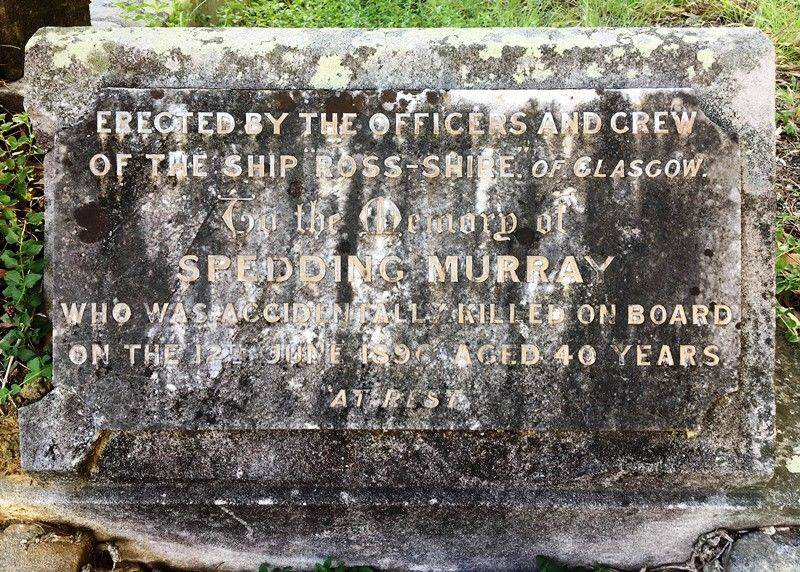 ERECTED BY THE OFFICERS AND CREW
OF THE SHIP "ROSS-SHIRE," OF GLASGOW.
To the Memory of
SPEDDING MURRAY
WHO WAS ACCIDENTALLY KILLED ON BOARD
ON THE 12TH JUNE AGED 40 YEARS
AT REST